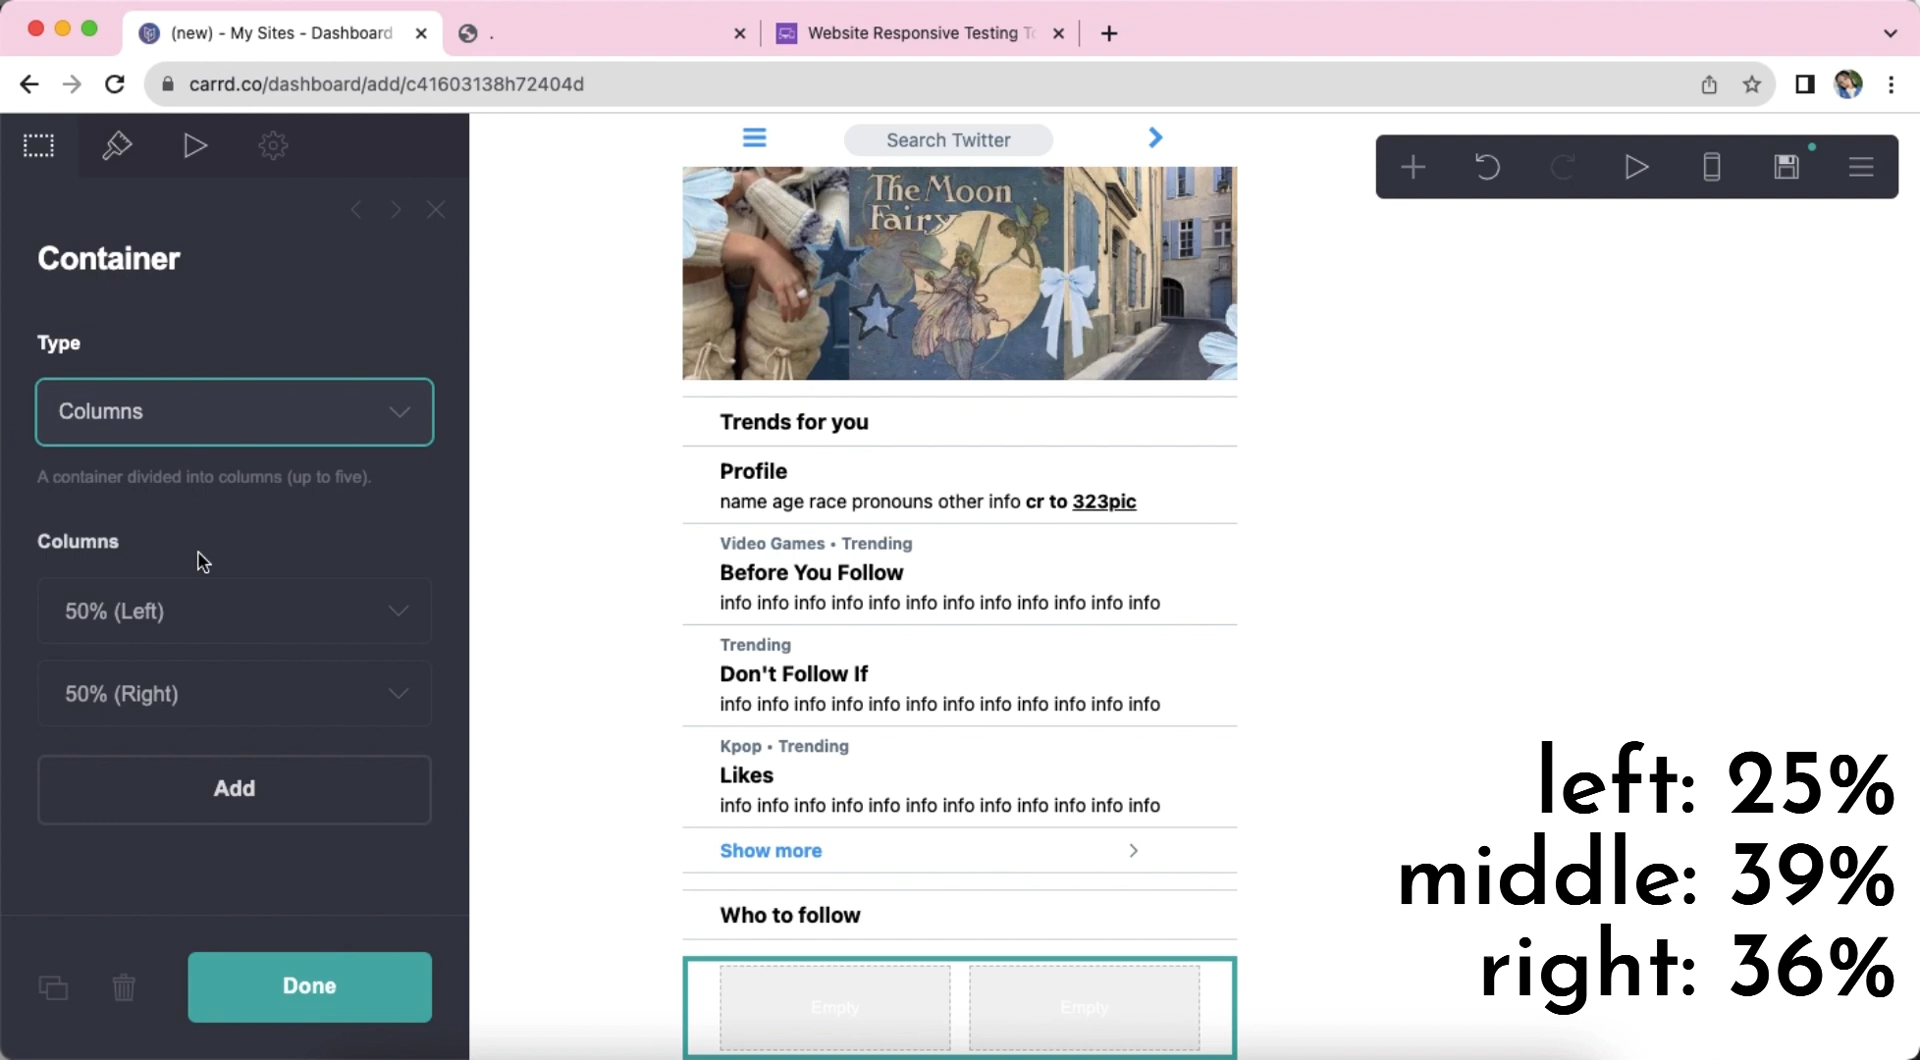 (new) - My Sites - Dashboard
.
Website Responsive Testing To
carrd.co/dashboard/add/c41603138h72404d
Container
Type
Columns
A container divided into columns (up to five).
Columns
50% (Left)
50% (Right)
Add
Done
Search Twitter
The Moon
Fairy
Trends for you
Profile
name age race pronouns other info cr to 323pic
Video Games • Trending
Before You Follow
info info info info info info info info info info info info
Trending
Don't Follow If
info info info info info info info info info info info info
Kpop • Trending
Likes
info info info info info info info info info info info info
Show more
Who to follow
Empty
Empty
left: 25%
middle: 39%
right: 36%